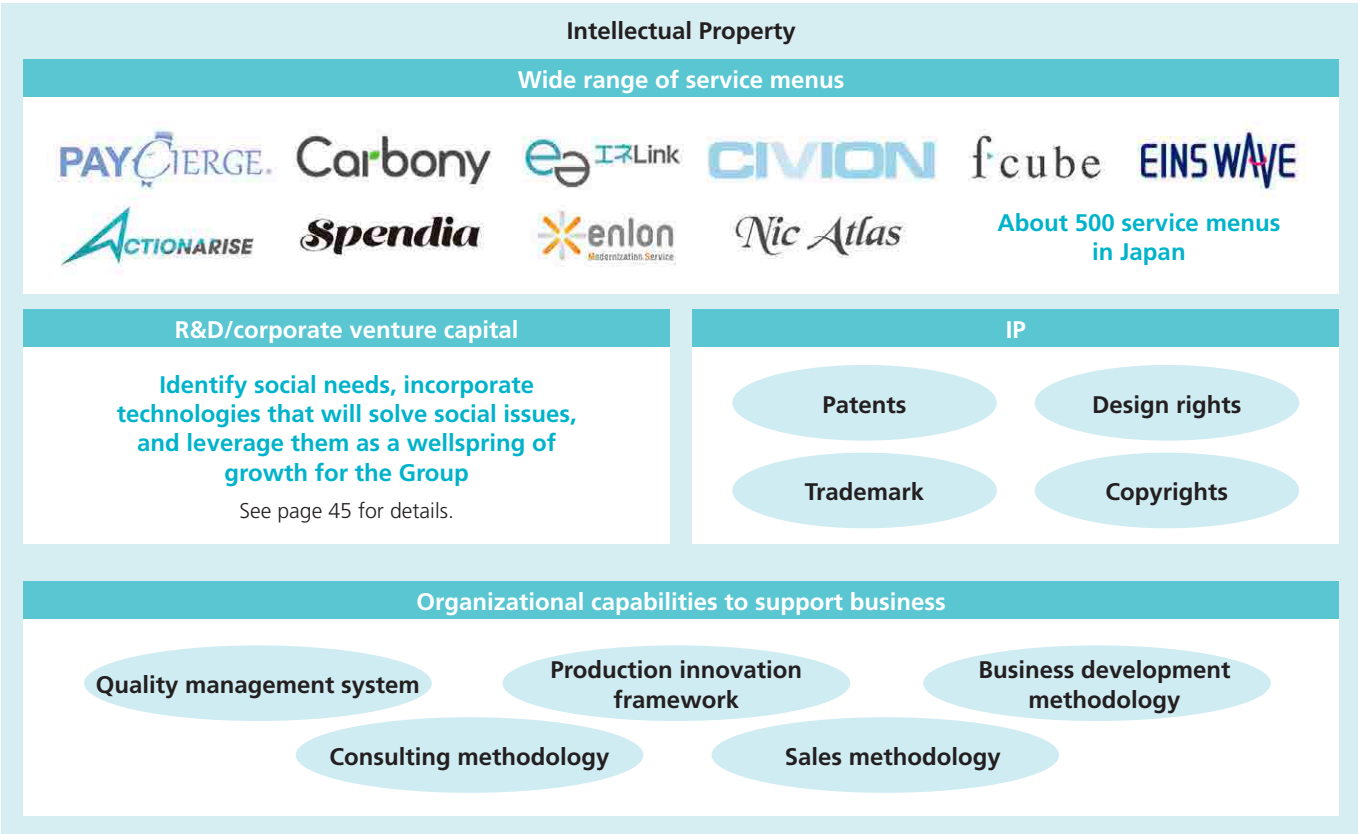 Intellectual Property
Wide range of service menus
PAYCIERGE®
Carbony
エネLink
CIVION
f cube
EINS WAVE
ACTIONARISE
Spendia
Xenlon
Modernization Service
Nic Atlas
About 500 service menus
in Japan
R&D/corporate venture capital
Identify social needs, incorporate
technologies that will solve social issues,
and leverage them as a wellspring of
growth for the Group
See page 45 for details.
IP
Patents
Design rights
Trademark
Copyrights
Organizational capabilities to support business
Quality management system
Production innovation
framework
Business development
methodology
Consulting methodology
Sales methodology